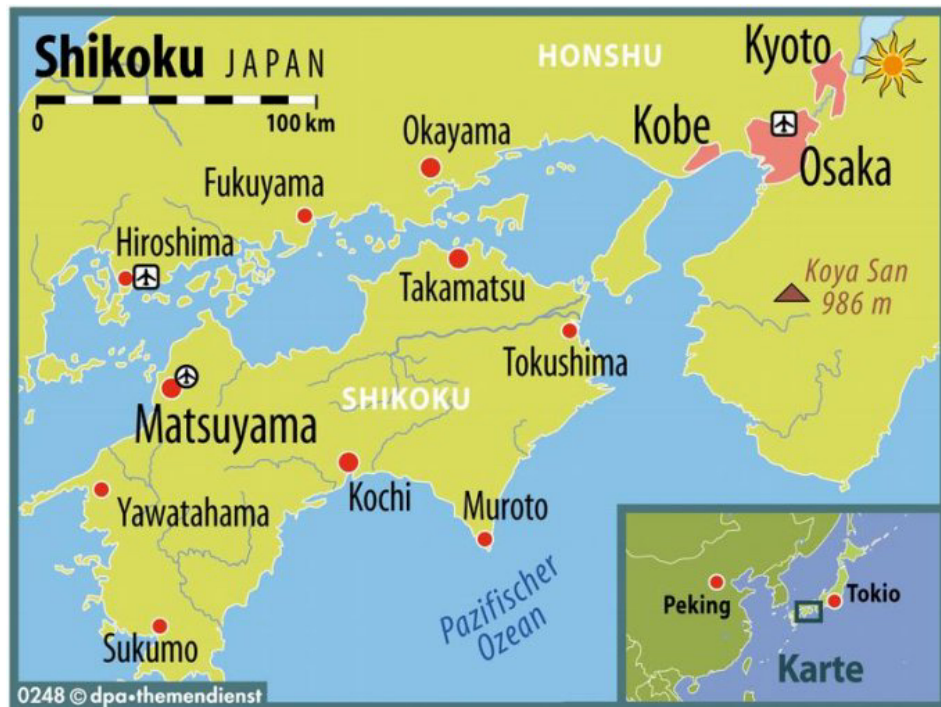 Shikoku JAPAN
0 100 km
HONSHU
Kyoto
Kobe
Osaka
Okayama
Fukuyama
Hiroshima
Takamatsu
Koya San
986 m
Tokushima
SHIKOKU
Matsuyama
Kochi
Muroto
Yawatahama
Pazifischer
Ozean
Sukumo
Peking
Tokio
Karte
0248 © dpa•themendienst